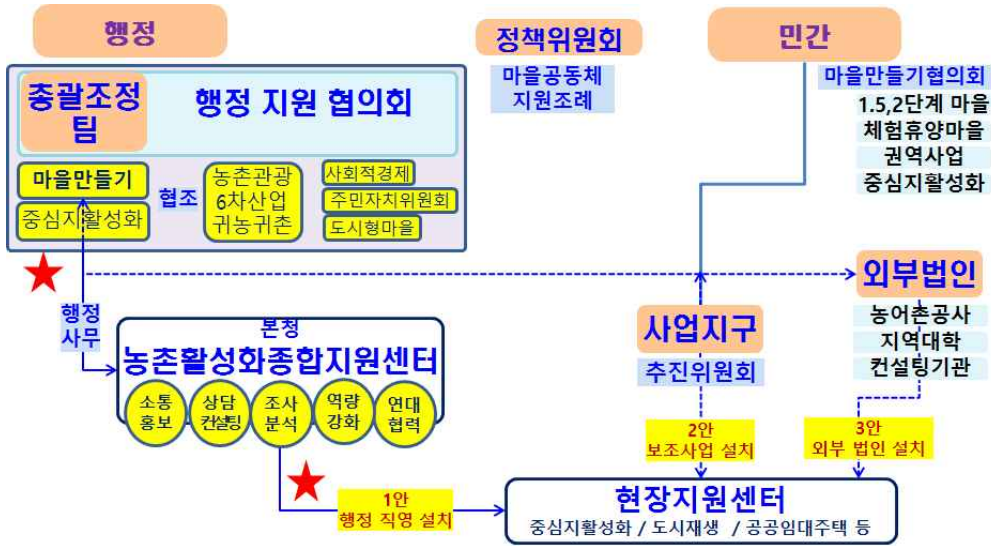 행정
정책위원회
민간
마을공동체
지원조례
마을만들기협의회
1.5,2단계 마을
체험휴양마을
권역사업
중심지활성화
총괄조정
팀
행정 지원 협의회
마을만들기
중심지활성화
협조
농촌관광
6차산업
귀농귀촌
사회적경제
주민자치위원회
도시형마을
행정
사무
본청
농촌활성화종합지원센터
소통
홍보
상담
컨설팅
조사
분석
역량
강화
연대
협력
사업지구
추진위원회
외부법인
농어촌공사
지역대학
컨설팅기관
1안
행정 직영 설치
2안
보조사업 설치
3안
외부 법인 설치
현장지원센터
중심지활성화 / 도시재생 / 공공임대주택 등